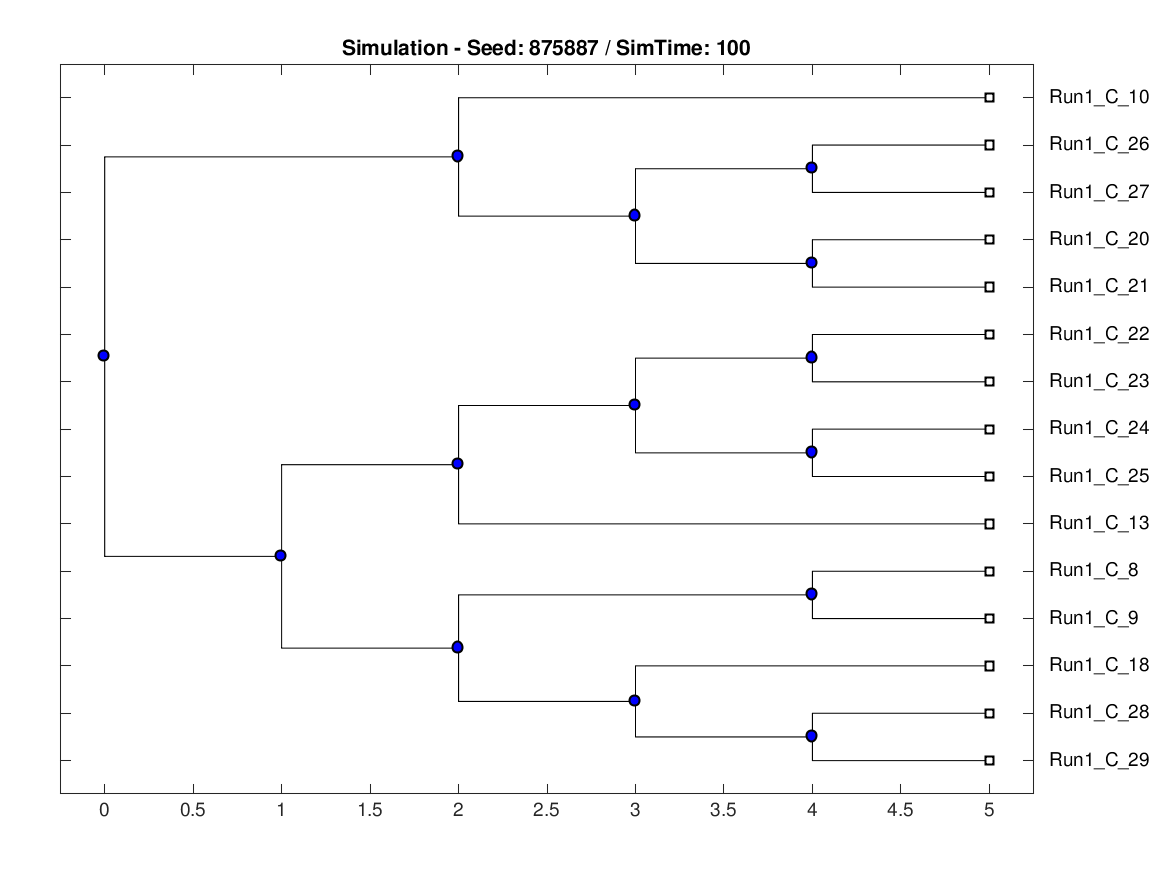 Simulation - Seed: 875887 / SimTime: 100
Run1_C_10
Run1_C_26
Run1_C_27
Run1_C_20
Run1_C_21
Run1_C_22
Run1_C_23
Run1_C_24
Run1_C_25
Run1_C_13
Run1_C_8
Run1_C_9
Run1_C_18
Run1_C_28
Run1_C_29
0 0.5 1 1.5 2 2.5 3 3.5 4 4.5 5